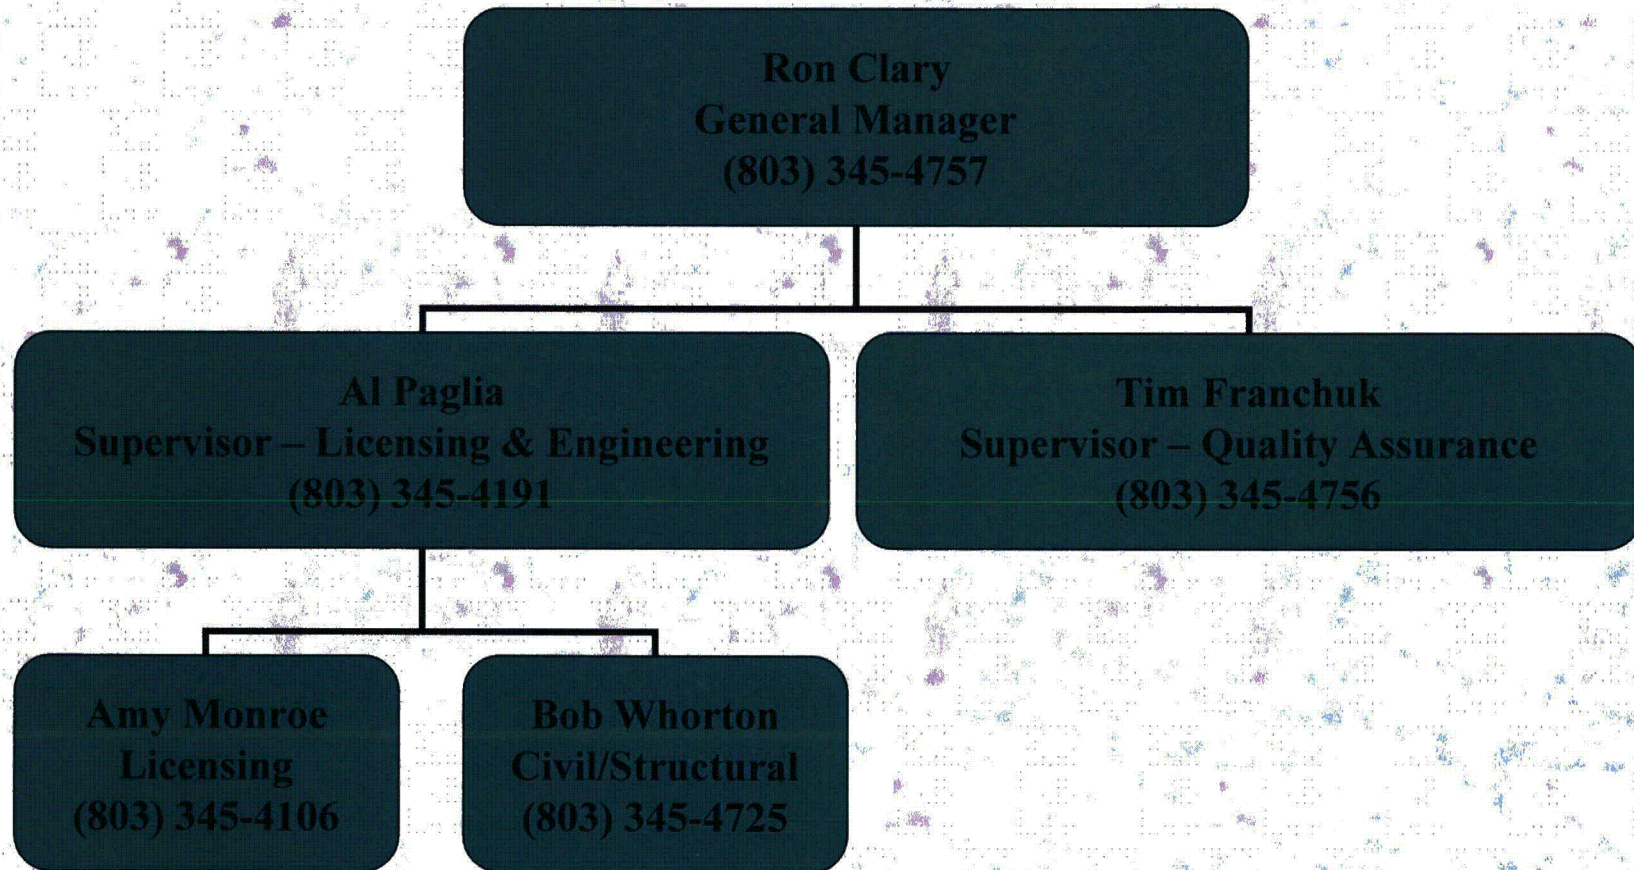 Ron Clary
General Manager
(803) 345-4757
Al Paglia
Supervisor – Licensing & Engineering
(803) 345-4191
Tim Franchuk
Supervisor – Quality Assurance
(803) 345-4756
Amy Monroe
Licensing
(803) 345-4106
Bob Whorton
Civil/Structural
(803) 345-4725